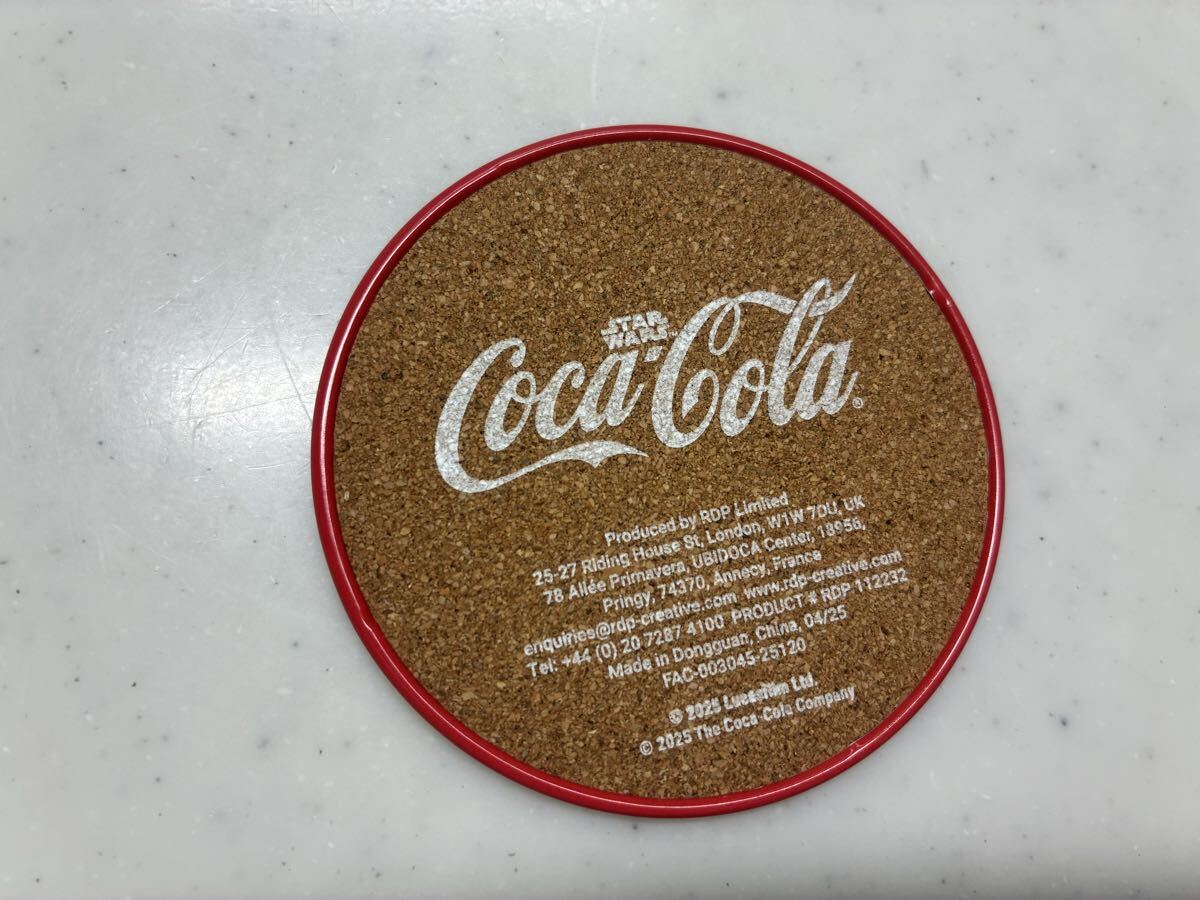 STAR
WARS™
Coca-Cola®
Produced by RDP Limited
25-27 Riding House St, London, W1W 7DU, UK
78 Allée Primavera, UBIDOCA Center, 18956,
Pringy, 74370, Annecy, France
enquiries@rdp-creative.com www.rdp-creative.com
Tel: +44 (0) 20 7287 4100 PRODUCT # RDP 112232
Made in Dongguan, China, 04/25
FAC-003045-25120
© 2025 Lucasfilm Ltd.
© 2025 The Coca-Cola Company